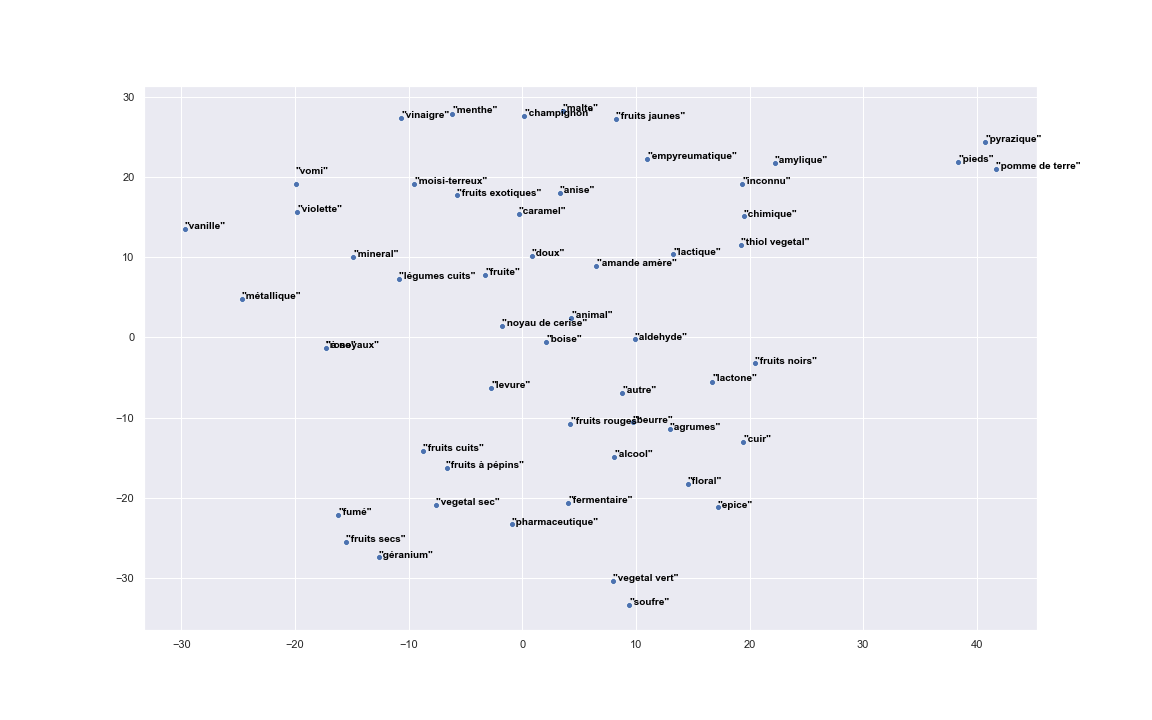 30
20
10
0
−10
−20
−30
"malte"
"menthe"
"champignon"
"vinaigre"
"fruits jaunes"
"pyrazique"
"empyreumatique"
"amylique"
"pieds"
"pomme de terre"
"vomi"
"moisi-terreux"
"inconnu"
"fruits exotiques"
"anise"
"violette"
"caramel"
"chimique"
"vanille"
"thiol vegetal"
"mineral"
"doux"
"lactique"
"amande amère"
"légumes cuits"
"fruite"
"métallique"
"animal"
"noyau de cerise"
"boise"
"aldehyde"
"fruits noirs"
"lactone"
"levure"
"autre"
"fruits rouges"
"beurre"
"agrumes"
"cuir"
"fruits cuits"
"alcool"
"fruits à pépins"
"floral"
"vegetal sec"
"fermentaire"
"epice"
"fumé"
"pharmaceutique"
"fruits secs"
"géranium"
"vegetal vert"
"soufre"
−30 −20 −10 0 10 20 30 40